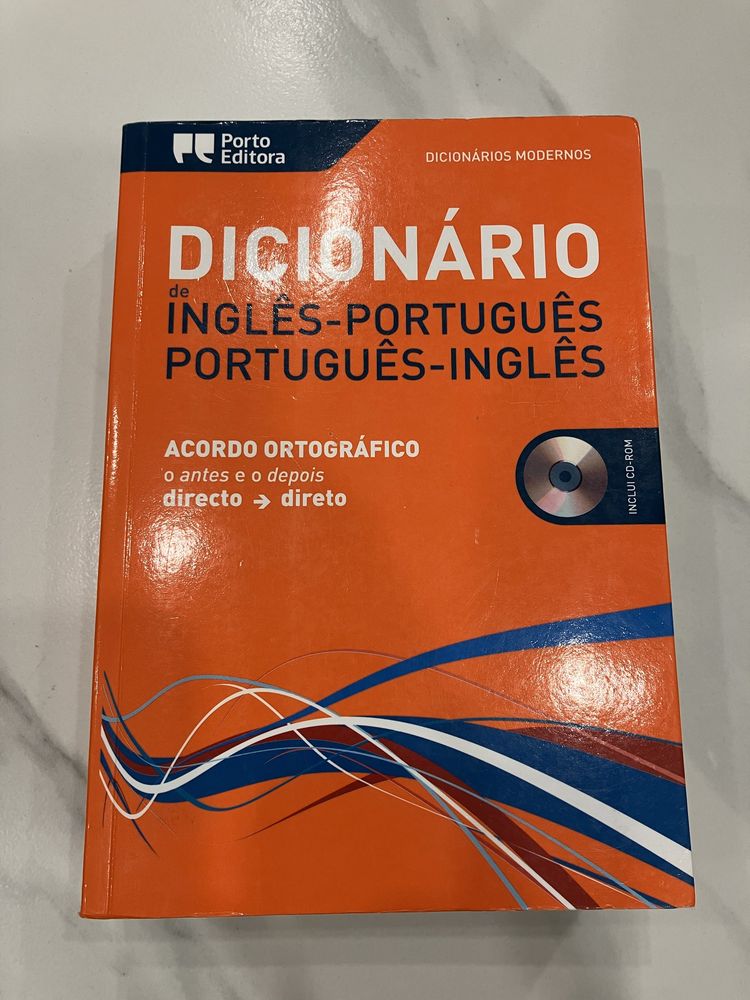 Porto
Editora
DICIONÁRIOS MODERNOS
DICIONÁRIO
de
INGLÊS-PORTUGUÊS
PORTUGUÊS-INGLÊS
ACORDO ORTOGRÁFICO
o antes e o depois
directo → direto
INCLUI CD-ROM